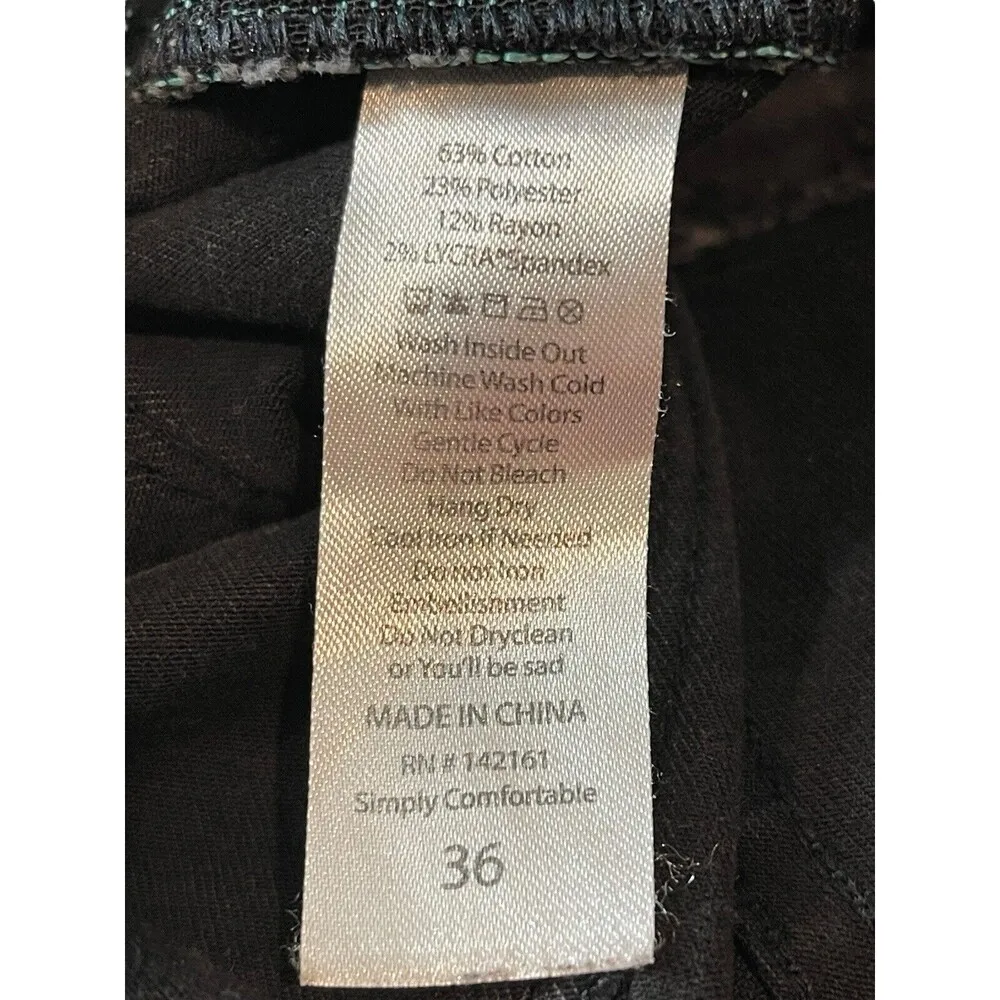 63% Cotton
23% Polyester
12% Rayon
2% LYCRA® Spandex
Wash Inside Out
Machine Wash Cold
With Like Colors
Gentle Cycle
Do Not Bleach
Hang Dry
Cool Iron If Needed
Do not Iron
Embellishment
Do Not Dryclean
or You'll be sad
MADE IN CHINA
RN # 142161
Simply Comfortable
36